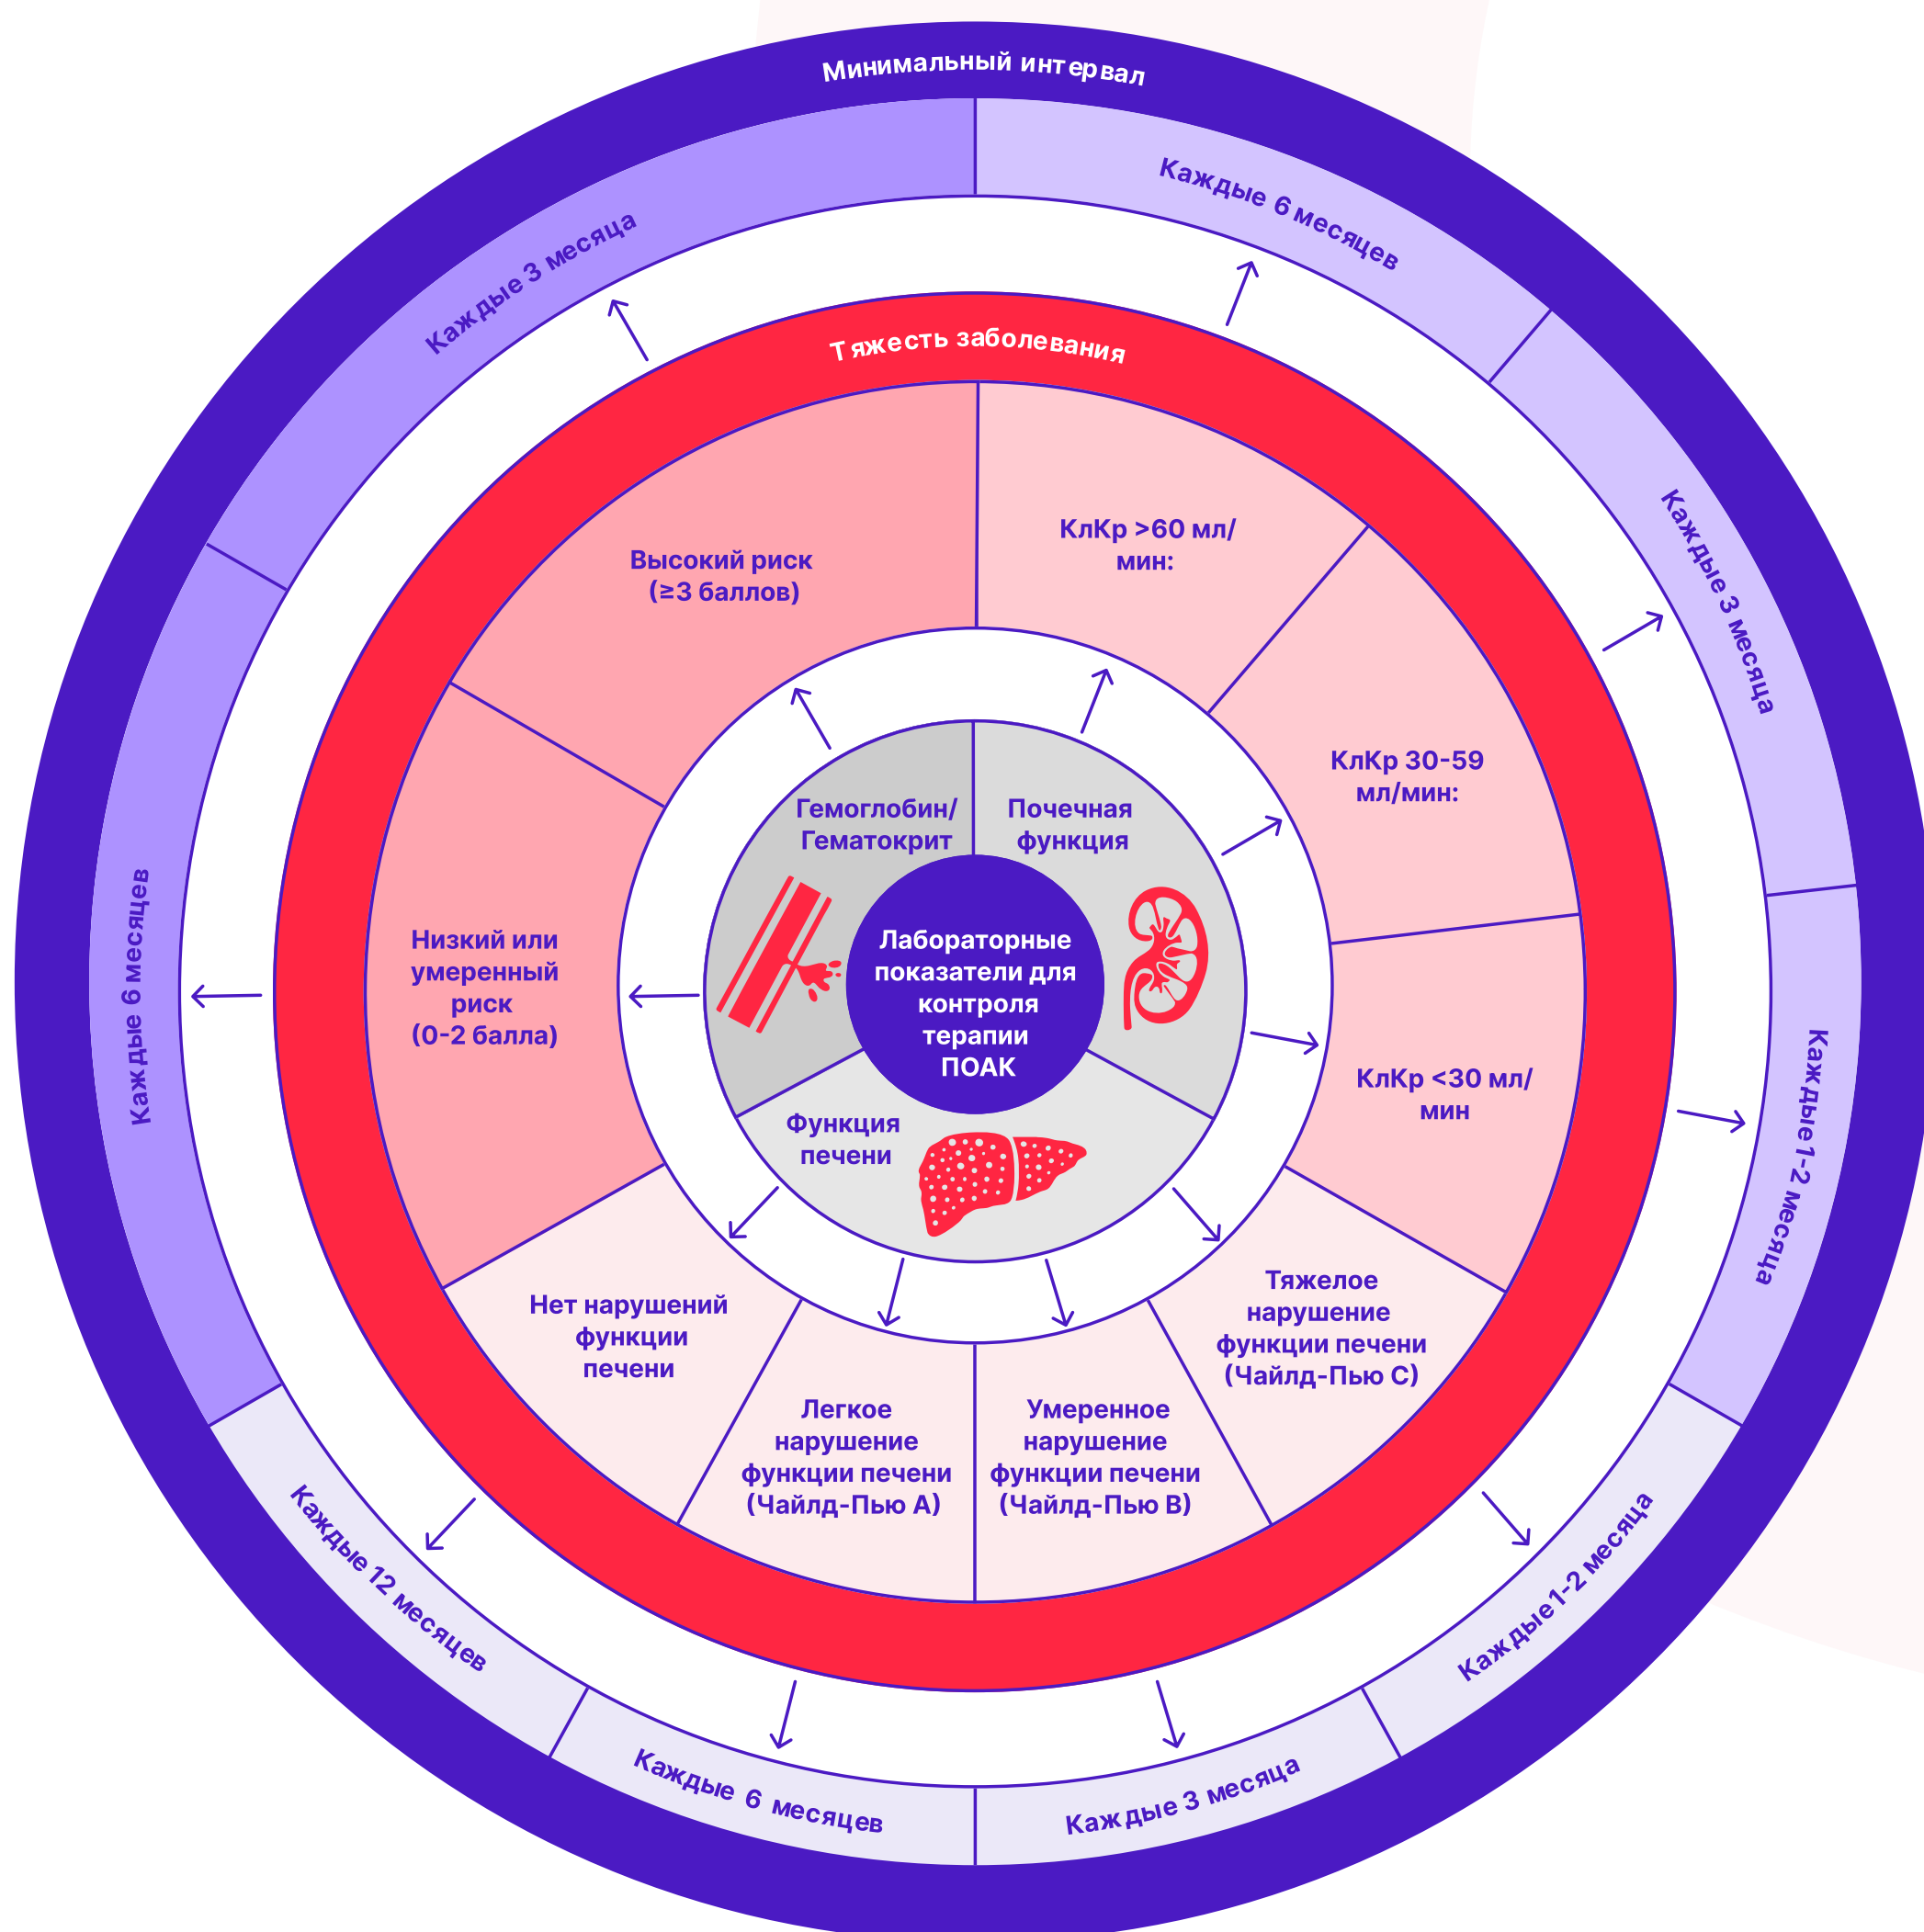 Минимальный интервал
Каждые 6 месяцев
Каждые 3 месяца
Каждые 1-2 месяца
Каждые 1-2 месяца
Каждые 3 месяца
Каждые 6 месяцев
Каждые 12 месяцев
Каждые 6 месяцев
Каждые 3 месяца
Тяжесть заболевания
КлКр >60 мл/
мин:
КлКр 30-59
мл/мин:
КлКр <30 мл/
мин
Тяжелое
нарушение
функции печени
(Чайлд-Пью C)
Умеренное
нарушение
функции печени
(Чайлд-Пью B)
Легкое
нарушение
функции печени
(Чайлд-Пью A)
Нет нарушений
функции
печени
Низкий или
умеренный
риск
(0-2 балла)
Высокий риск
(≥3 баллов)
Гемоглобин/
Гематокрит
Почечная
функция
Функция
печени
Лабораторные
показатели для
контроля
терапии
ПОАК